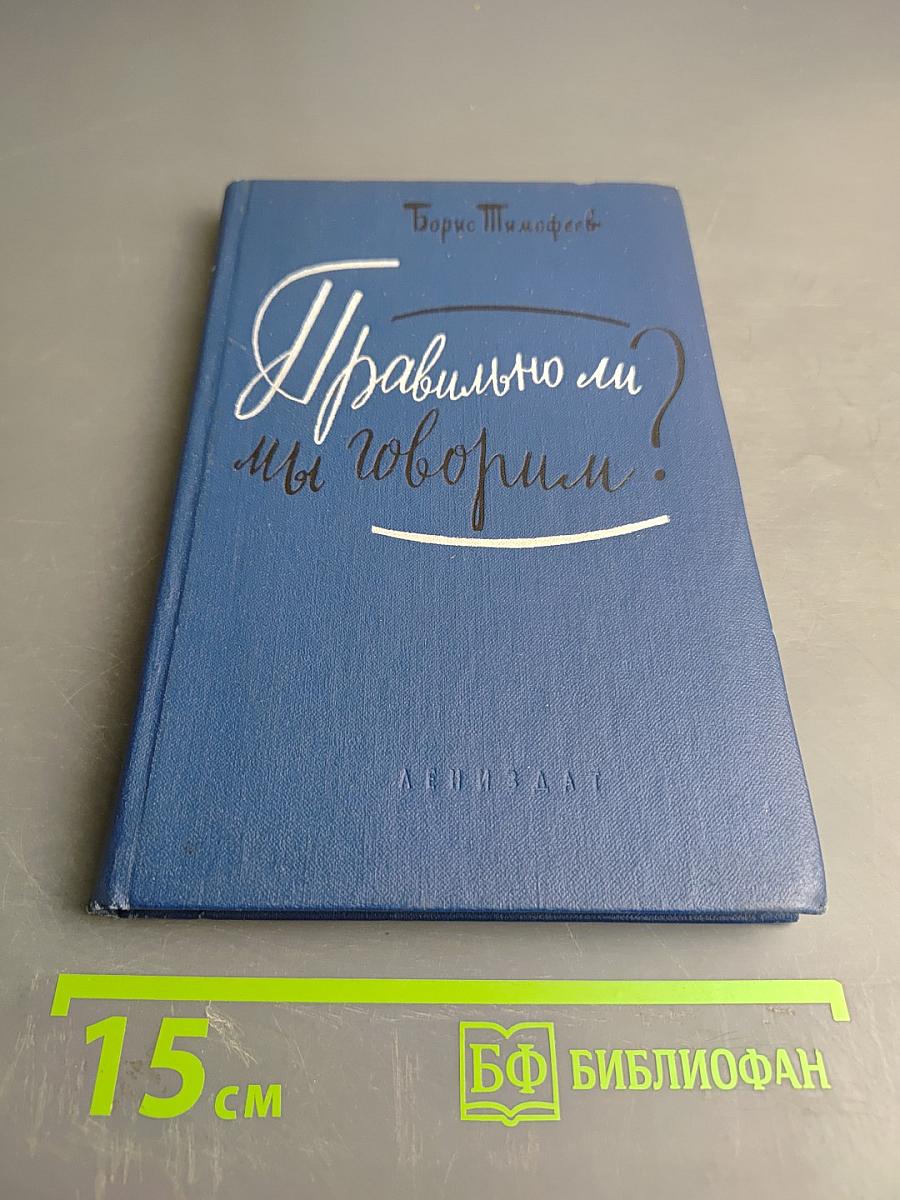 Борис Тимофеев
Правильно ли
мы говорим?
ЛЕНИЗДАТ
15 см
БФ БИБЛИОФАН